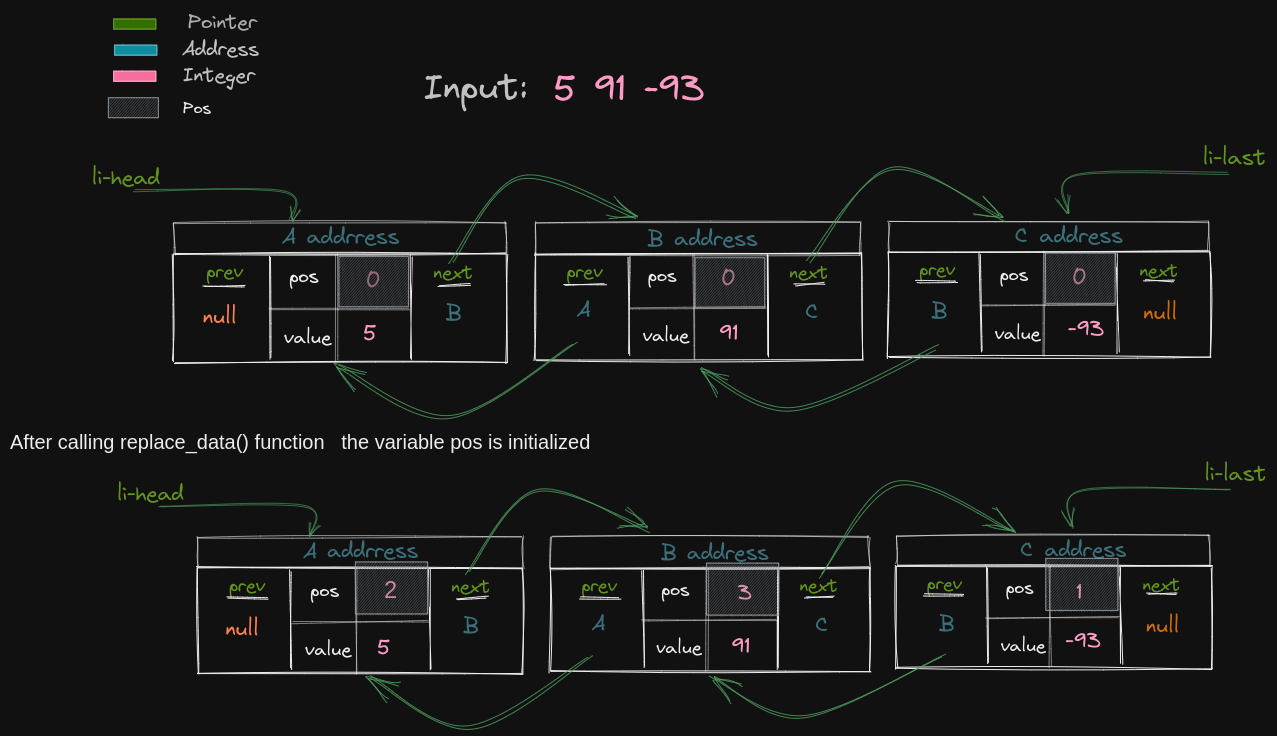 Pointer
Address
Integer
Pos
Input: 5 91 -93
li-head
li-last
A addrress
B address
C address
prev pos 0 next
null value 5 B
prev pos 0 next
A value 91 C
prev pos 0 next
B value -93 null
After calling replace_data() function the variable pos is initialized
li-head
li-last
A addrress
B address
C address
prev pos 2 next
null value 5 B
prev pos 3 next
A value 91 C
prev pos 1 next
B value -93 null